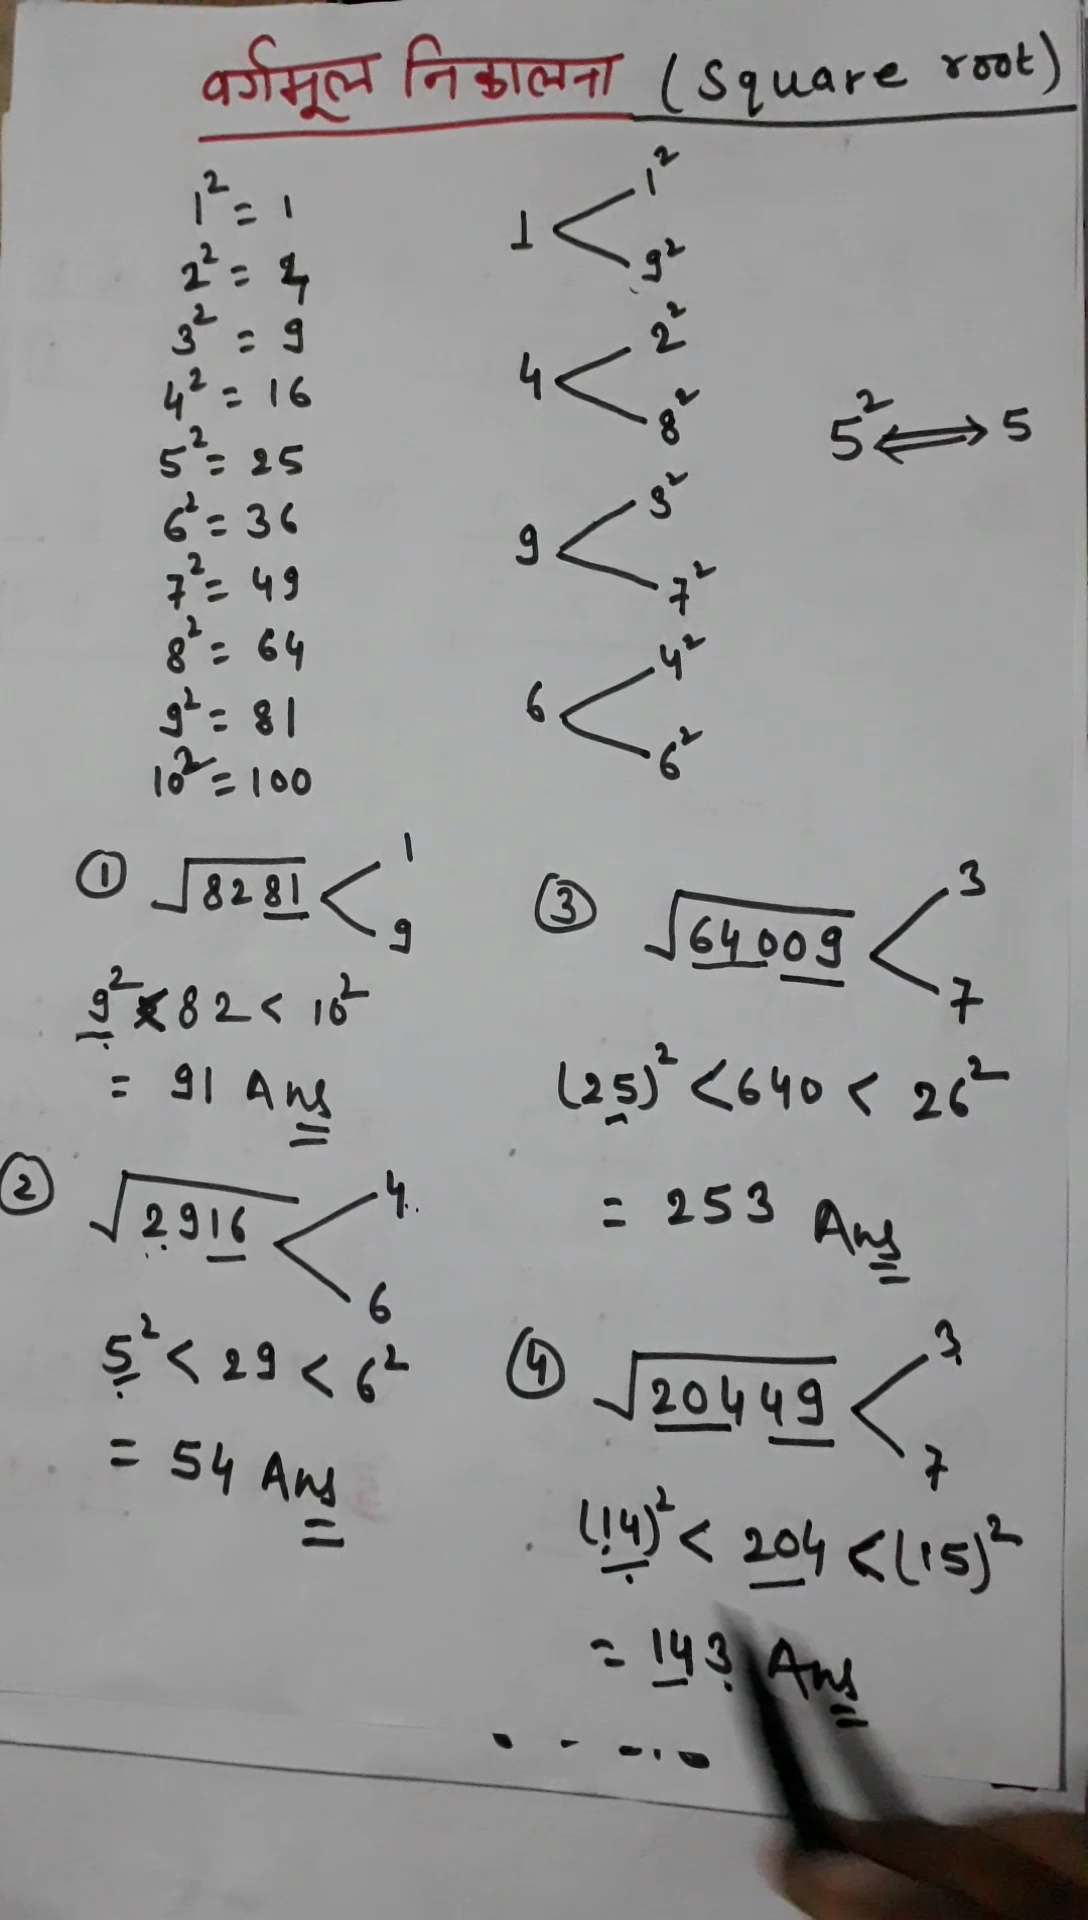 वर्गमूल निकालना (Square root)
1² = 1
2² = 4
3² = 9
4² = 16
5² = 25
6² = 36
7² = 49
8² = 64
9² = 81
10² = 100
1 < 1²
9²
4 < 2²
8²
9 < 3²
7²
6 < 4²
6²
5² ⟺ 5
① √8281 < 1
9
9² < 82 < 10²
= 91 Ans
② √2916 < 4
6
5² < 29 < 6²
= 54 Ans
③ √64009 < 3
7
(25)² < 640 < 26²
= 253 Ans
④ √20449 < 3
7
(14)² < 204 < (15)²
= 143 Ans